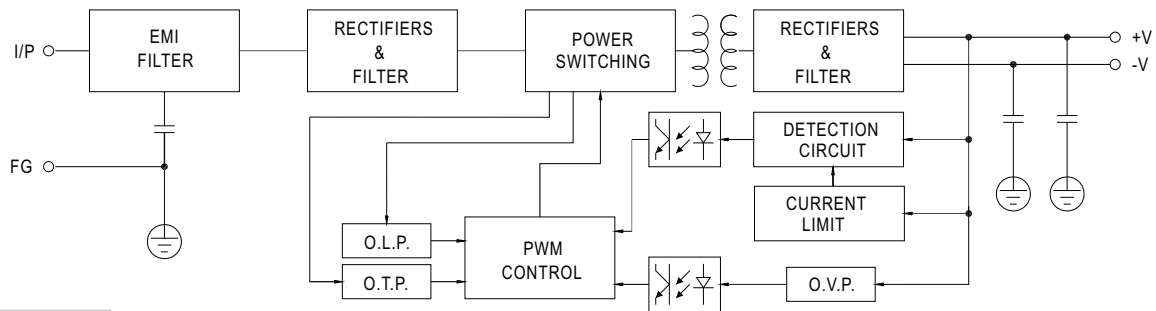 I/P
EMI
FILTER
RECTIFIERS
&
FILTER
POWER
SWITCHING
RECTIFIERS
&
FILTER
+V
-V
FG
DETECTION
CIRCUIT
CURRENT
LIMIT
O.L.P.
O.T.P.
PWM
CONTROL
O.V.P.